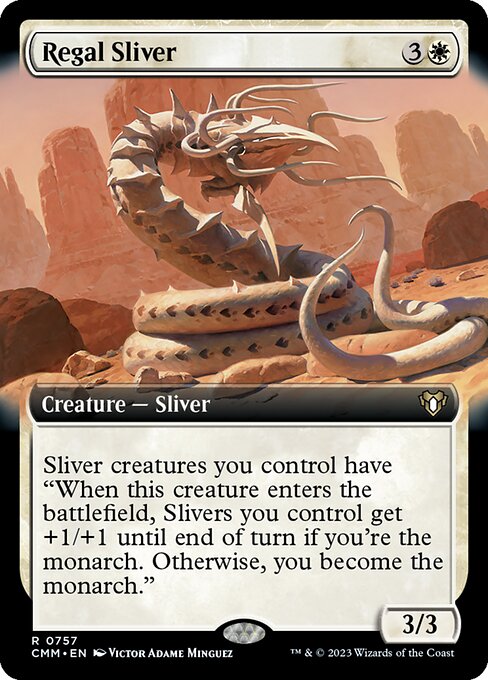 Regal Sliver 3
Creature — Sliver
Sliver creatures you control have
“When this creature enters the
battlefield, Slivers you control get
+1/+1 until end of turn if you’re the
monarch. Otherwise, you become the
monarch.”
3/3
R 0757
CMM • EN VICTOR ADAME MINGUEZ
™ & © 2023 Wizards of the Coast